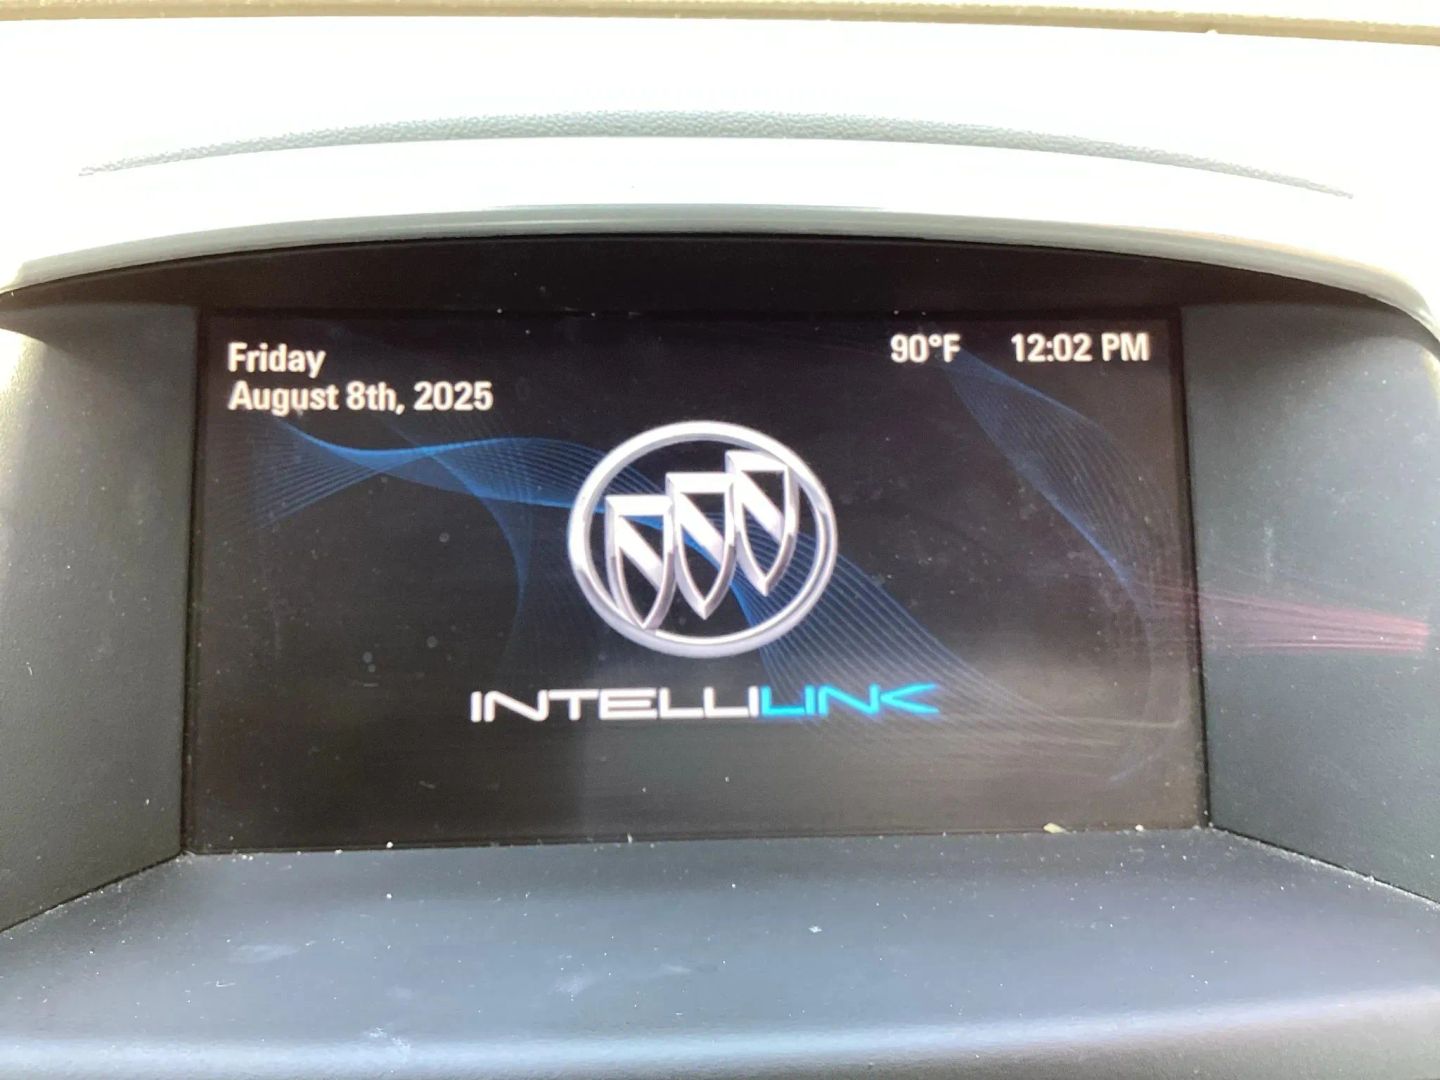 Friday
August 8th, 2025
90°F 12:02 PM
INTELLILINK